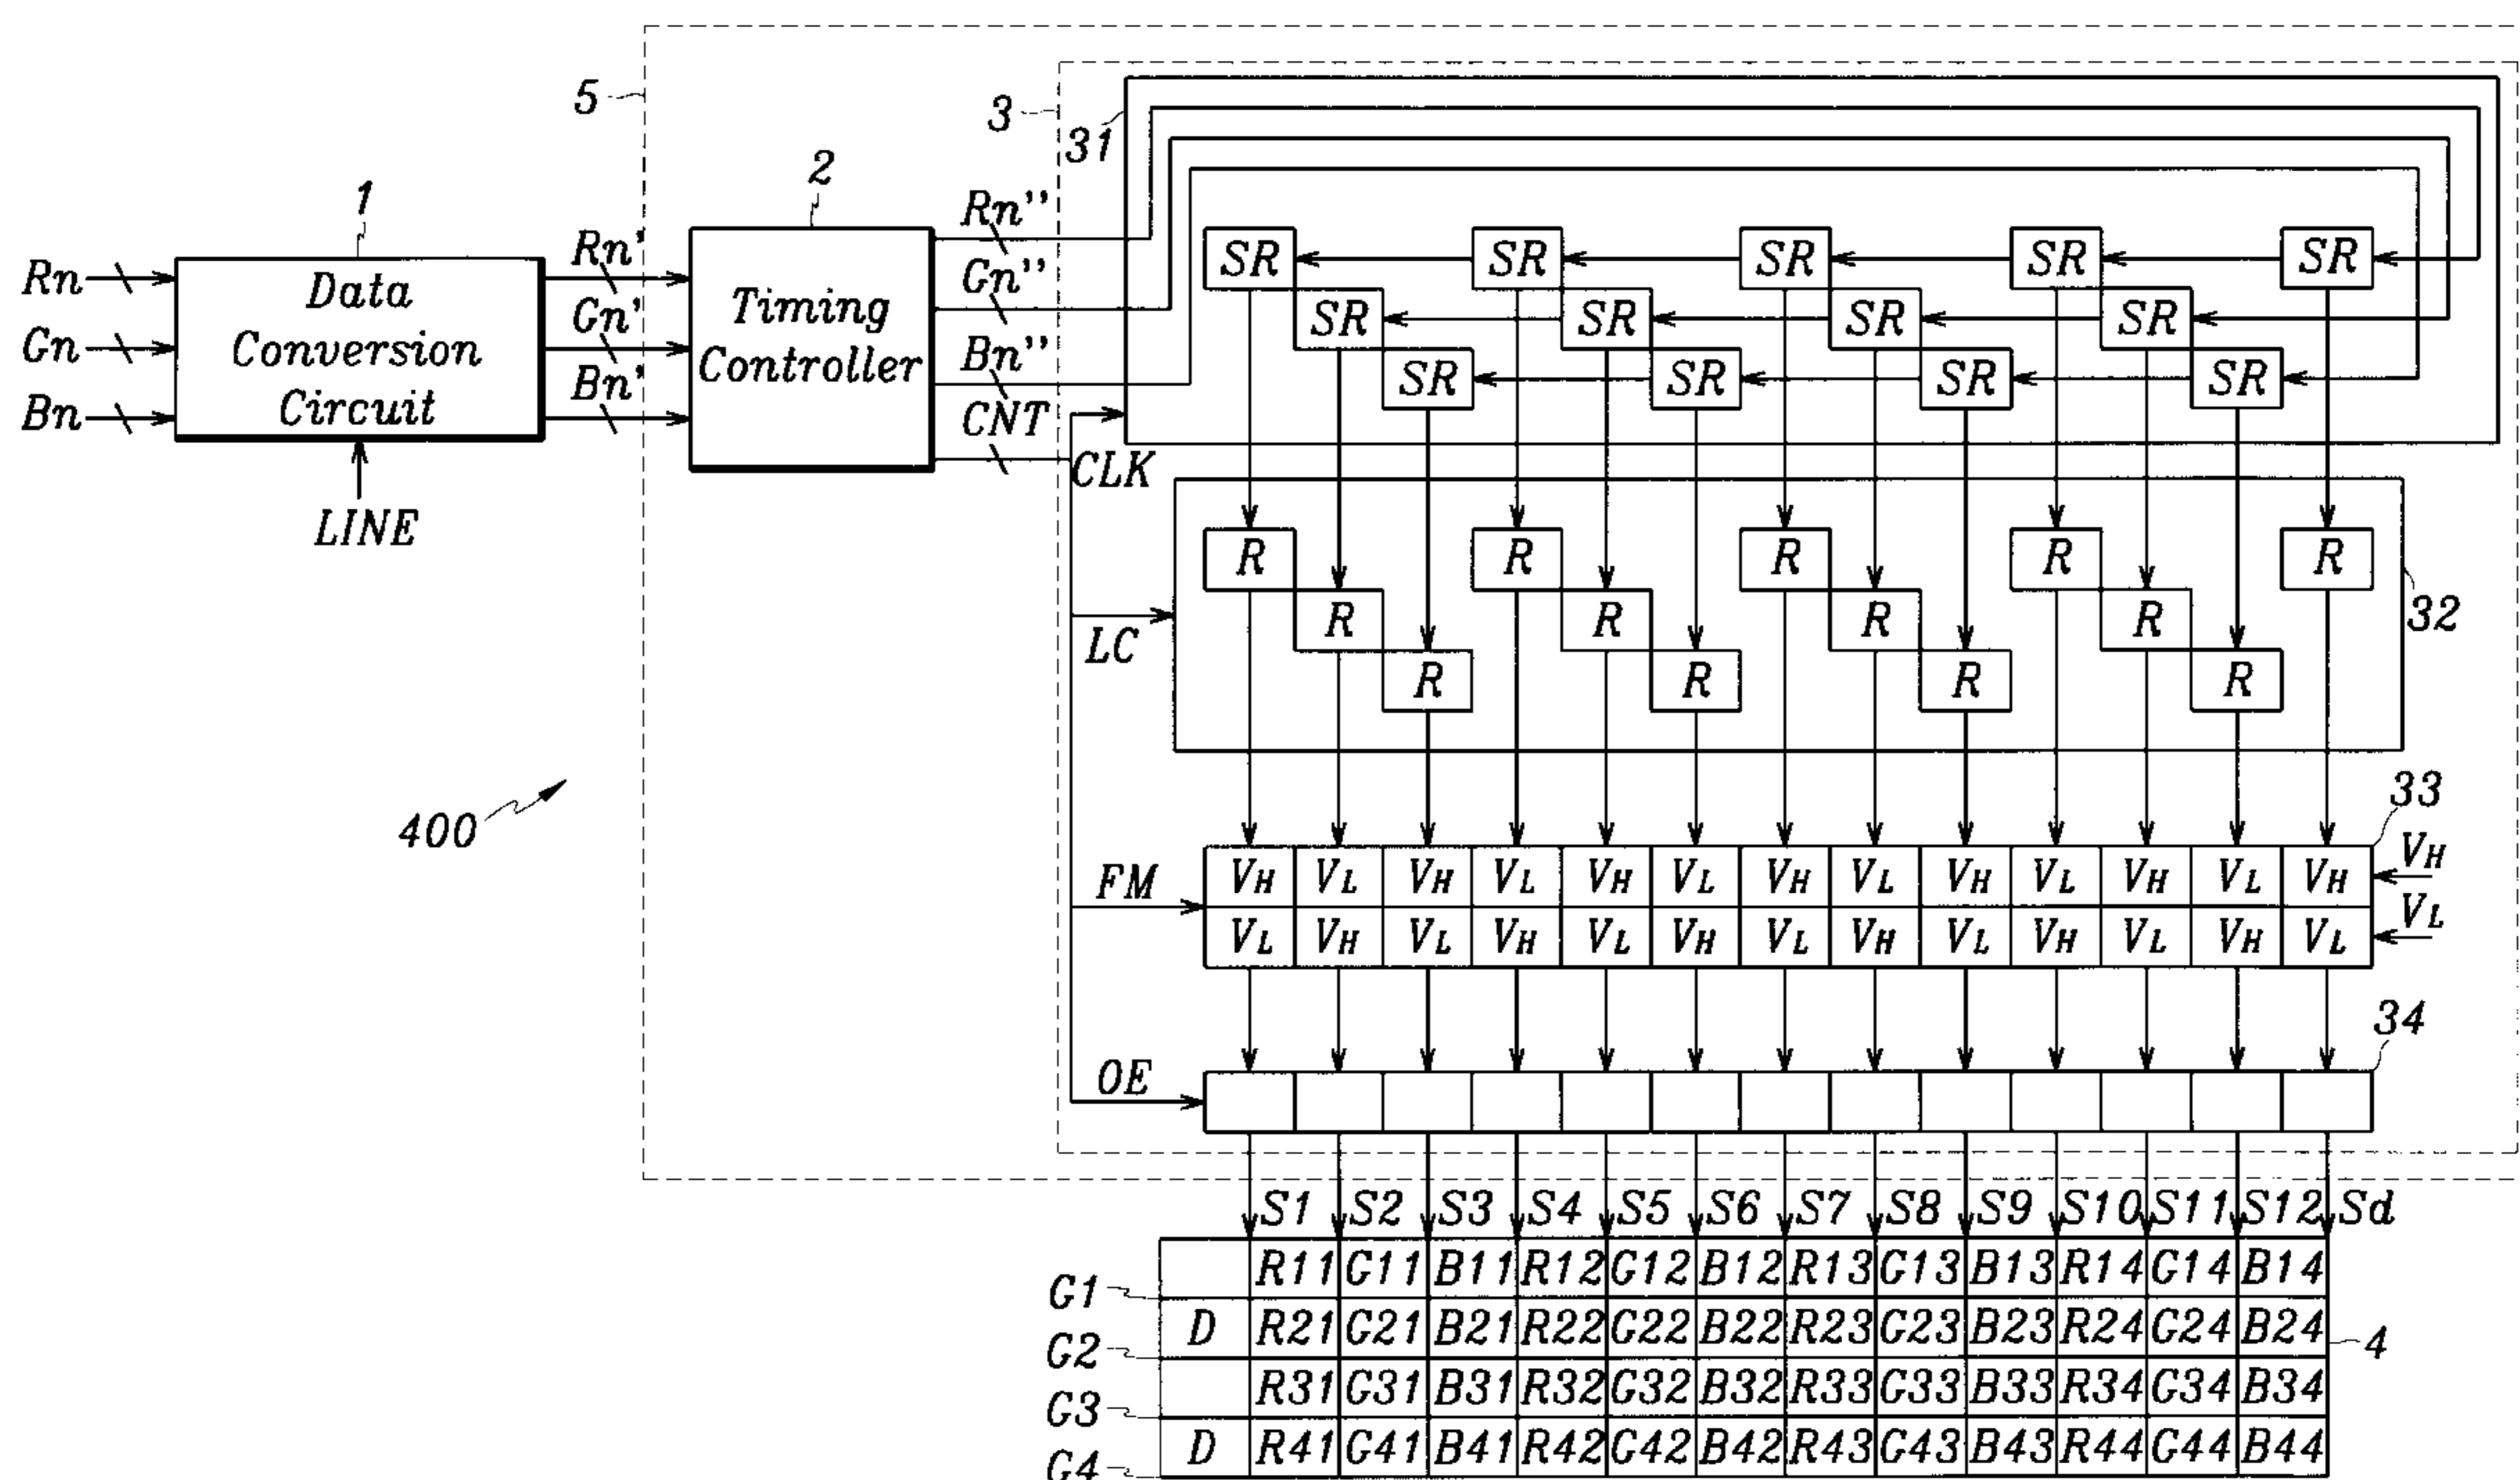 5
3
31
1
2
Rn
Gn
Bn
Data
Conversion
Circuit
LINE
Rn'
Gn'
Bn'
Timing
Controller
Rn''
Gn''
Bn''
CNT
CLK
SR SR SR SR SR
SR SR SR SR
SR SR SR SR
R R R R R
R R R R
R R R R
32
LC
400
33
FM
VH VL VH VL VH VL VH VL VH VL VH VL VH
VL VH VL VH VL VH VL VH VL VH VL VH VL
VH
VL
34
OE
S1 S2 S3 S4 S5 S6 S7 S8 S9 S10 S11 S12 Sd
R11 G11 B11 R12 G12 B12 R13 G13 B13 R14 G14 B14
G1
D R21 G21 B21 R22 G22 B22 R23 G23 B23 R24 G24 B24
4
G2
R31 G31 B31 R32 G32 B32 R33 G33 B33 R34 G34 B34
G3
D R41 G41 B41 R42 G42 B42 R43 G43 B43 R44 G44 B44
G4